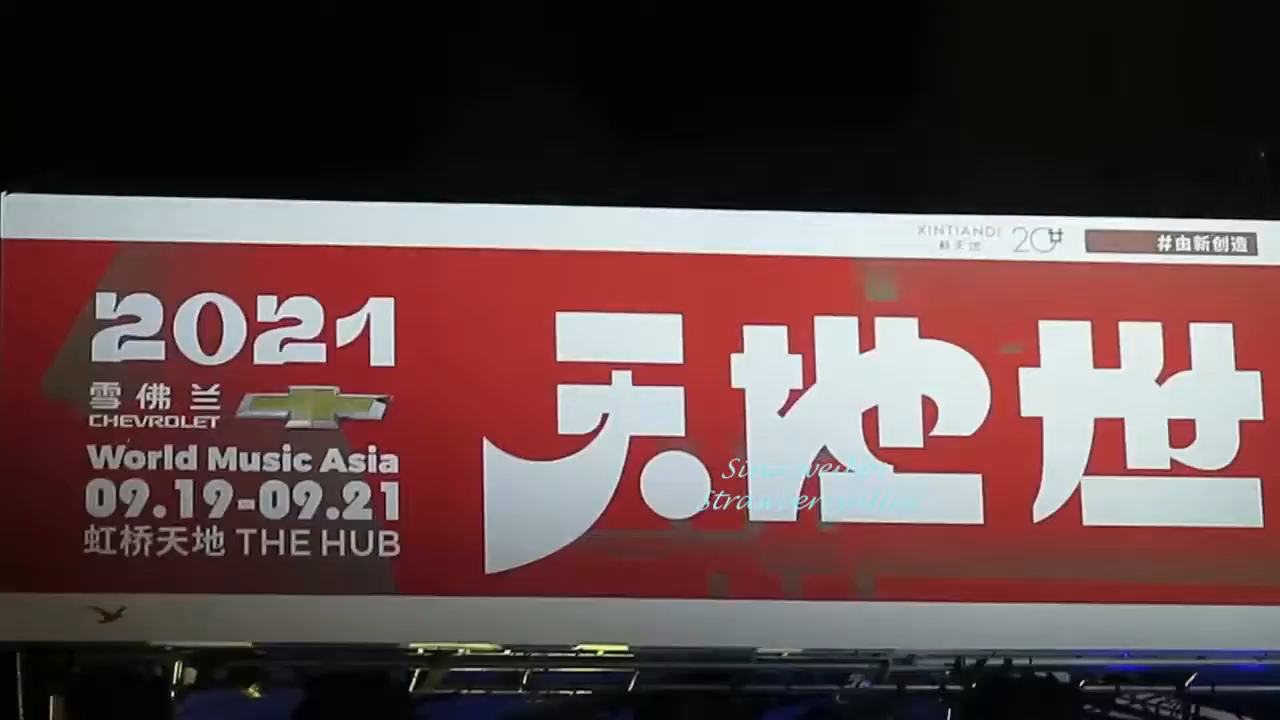 XINTIANDI
新天地
20
#由新创造
2021
雪佛兰
CHEVROLET
World Music Asia
09.19-09.21
虹桥天地 THE HUB
天地世